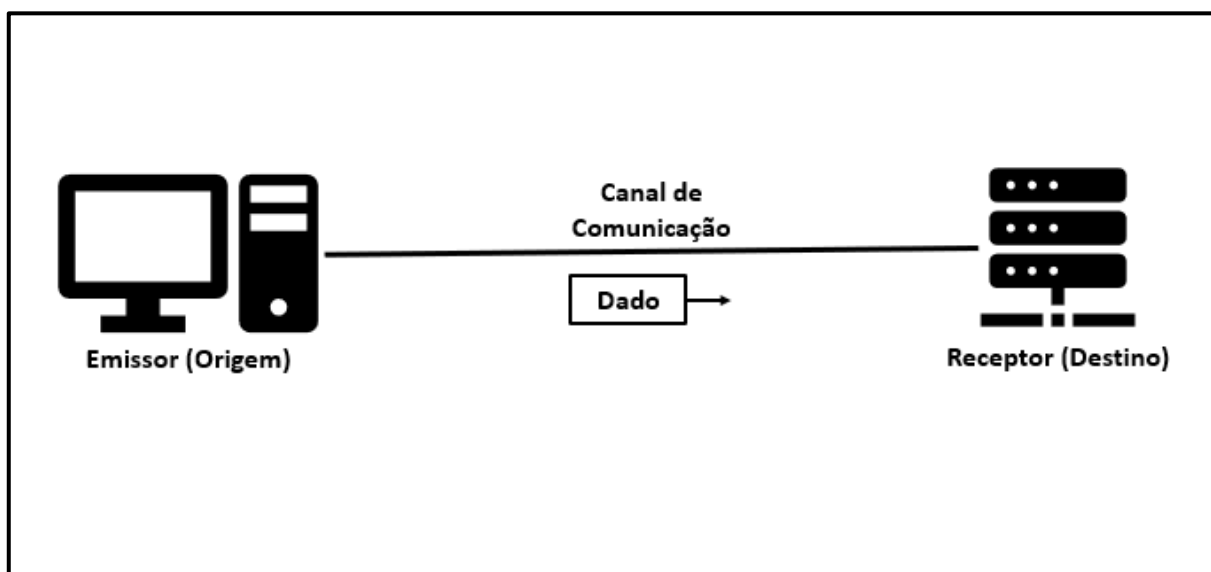 Canal de
Comunicação
Dado
Emissor (Origem)
Receptor (Destino)